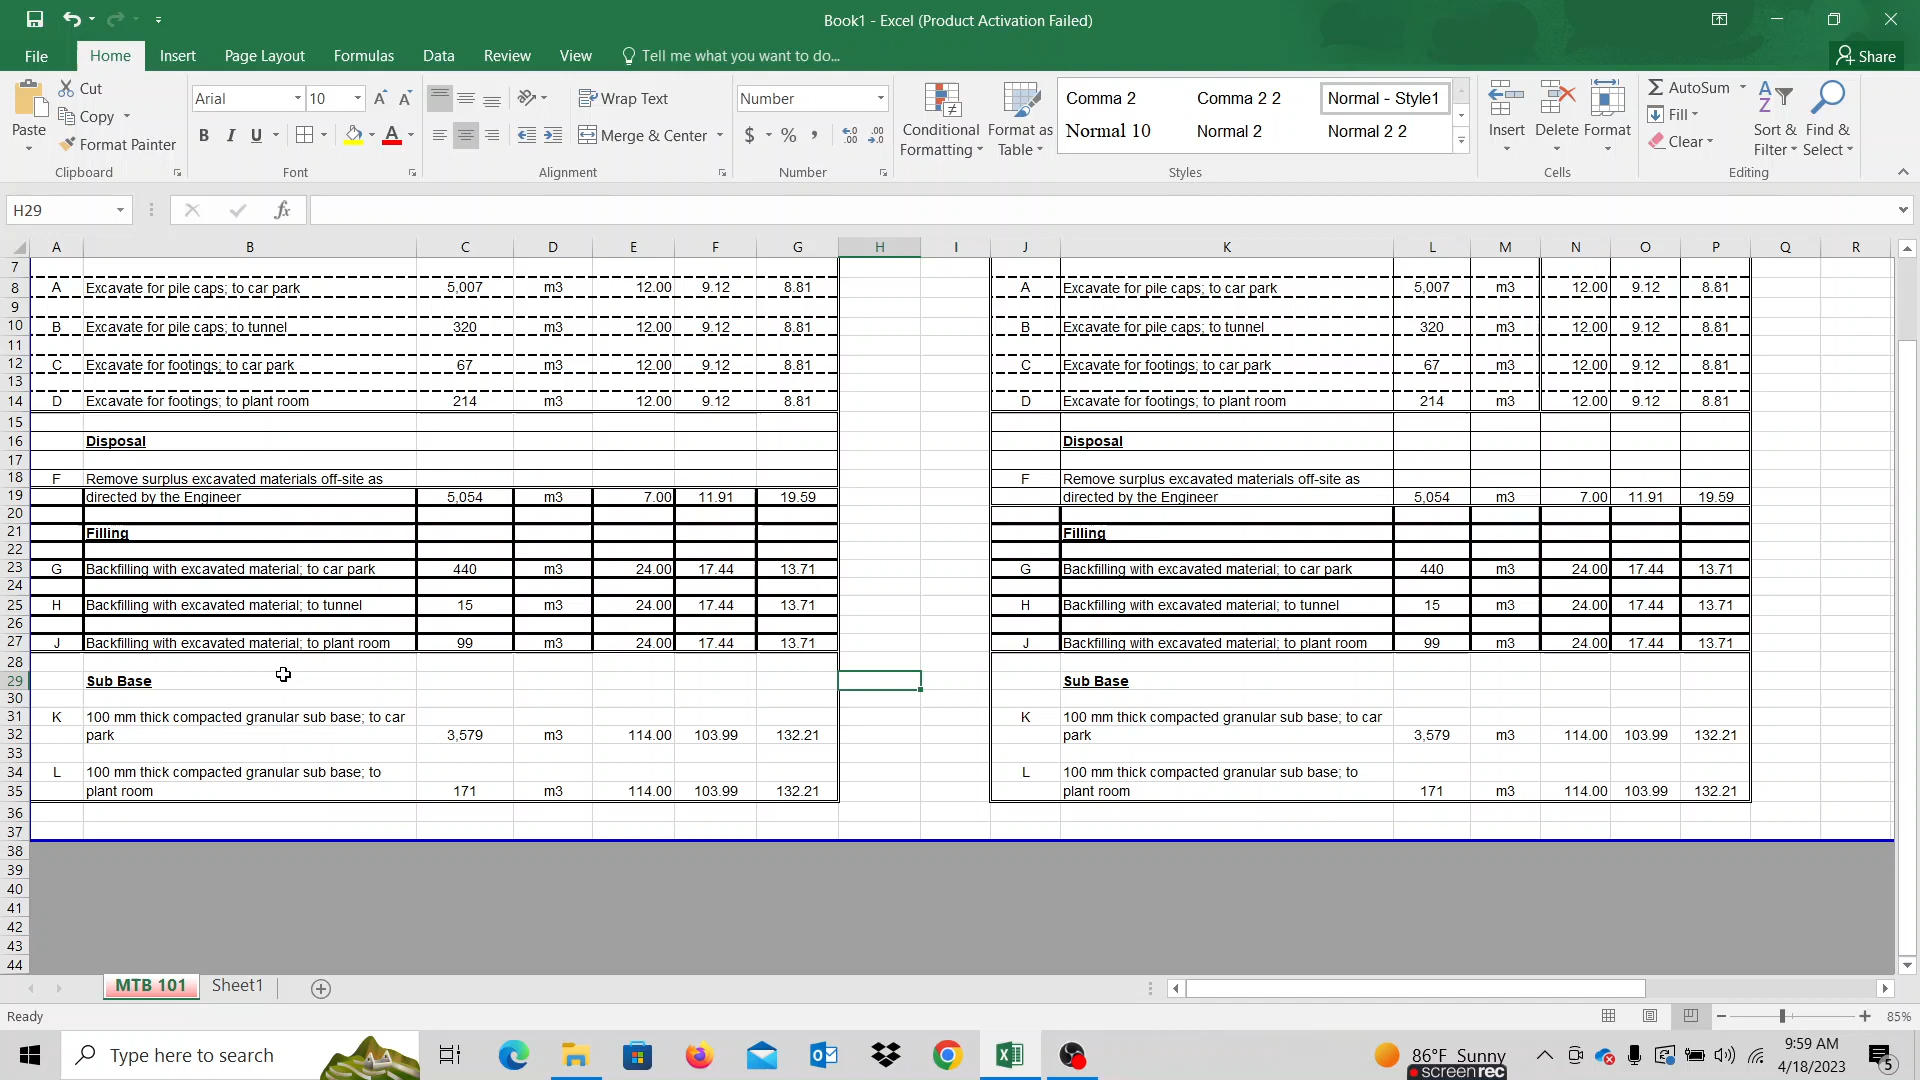 Book1 - Excel (Product Activation Failed)
File Home Insert Page Layout Formulas Data Review View Tell me what you want to do... Share
Paste Cut Copy Format Painter Clipboard
Arial 10 A A B I U A Font
Wrap Text Merge & Center Alignment
Number $ % , Number
Conditional Formatting Format as Table
Comma 2 Comma 2 2 Normal - Style1
Normal 10 Normal 2 Normal 2 2
Styles
Insert Delete Format Cells
AutoSum Fill Clear Sort & Filter Find & Select Editing
H29 fx
A B C D E F G H I J K L M N O P Q R
7
8 A Excavate for pile caps; to car park 5,007 m3 12.00 9.12 8.81 A Excavate for pile caps; to car park 5,007 m3 12.00 9.12 8.81
9
10 B Excavate for pile caps; to tunnel 320 m3 12.00 9.12 8.81 B Excavate for pile caps; to tunnel 320 m3 12.00 9.12 8.81
11
12 C Excavate for footings; to car park 67 m3 12.00 9.12 8.81 C Excavate for footings; to car park 67 m3 12.00 9.12 8.81
13
14 D Excavate for footings; to plant room 214 m3 12.00 9.12 8.81 D Excavate for footings; to plant room 214 m3 12.00 9.12 8.81
15
16 Disposal Disposal
17
18 F Remove surplus excavated materials off-site as F Remove surplus excavated materials off-site as
19 directed by the Engineer 5,054 m3 7.00 11.91 19.59 directed by the Engineer 5,054 m3 7.00 11.91 19.59
20
21 Filling Filling
22
23 G Backfilling with excavated material; to car park 440 m3 24.00 17.44 13.71 G Backfilling with excavated material; to car park 440 m3 24.00 17.44 13.71
24
25 H Backfilling with excavated material; to tunnel 15 m3 24.00 17.44 13.71 H Backfilling with excavated material; to tunnel 15 m3 24.00 17.44 13.71
26
27 J Backfilling with excavated material; to plant room 99 m3 24.00 17.44 13.71 J Backfilling with excavated material; to plant room 99 m3 24.00 17.44 13.71
28
29 Sub Base Sub Base
30
31 K 100 mm thick compacted granular sub base; to car K 100 mm thick compacted granular sub base; to car
32 park 3,579 m3 114.00 103.99 132.21 park 3,579 m3 114.00 103.99 132.21
33
34 L 100 mm thick compacted granular sub base; to L 100 mm thick compacted granular sub base; to
35 plant room 171 m3 114.00 103.99 132.21 plant room 171 m3 114.00 103.99 132.21
36
37
38
39
40
41
42
43
44
MTB 101 Sheet1
Ready 85%
Type here to search 86°F Sunny 9:59 AM
screen rec 4/18/2023 5